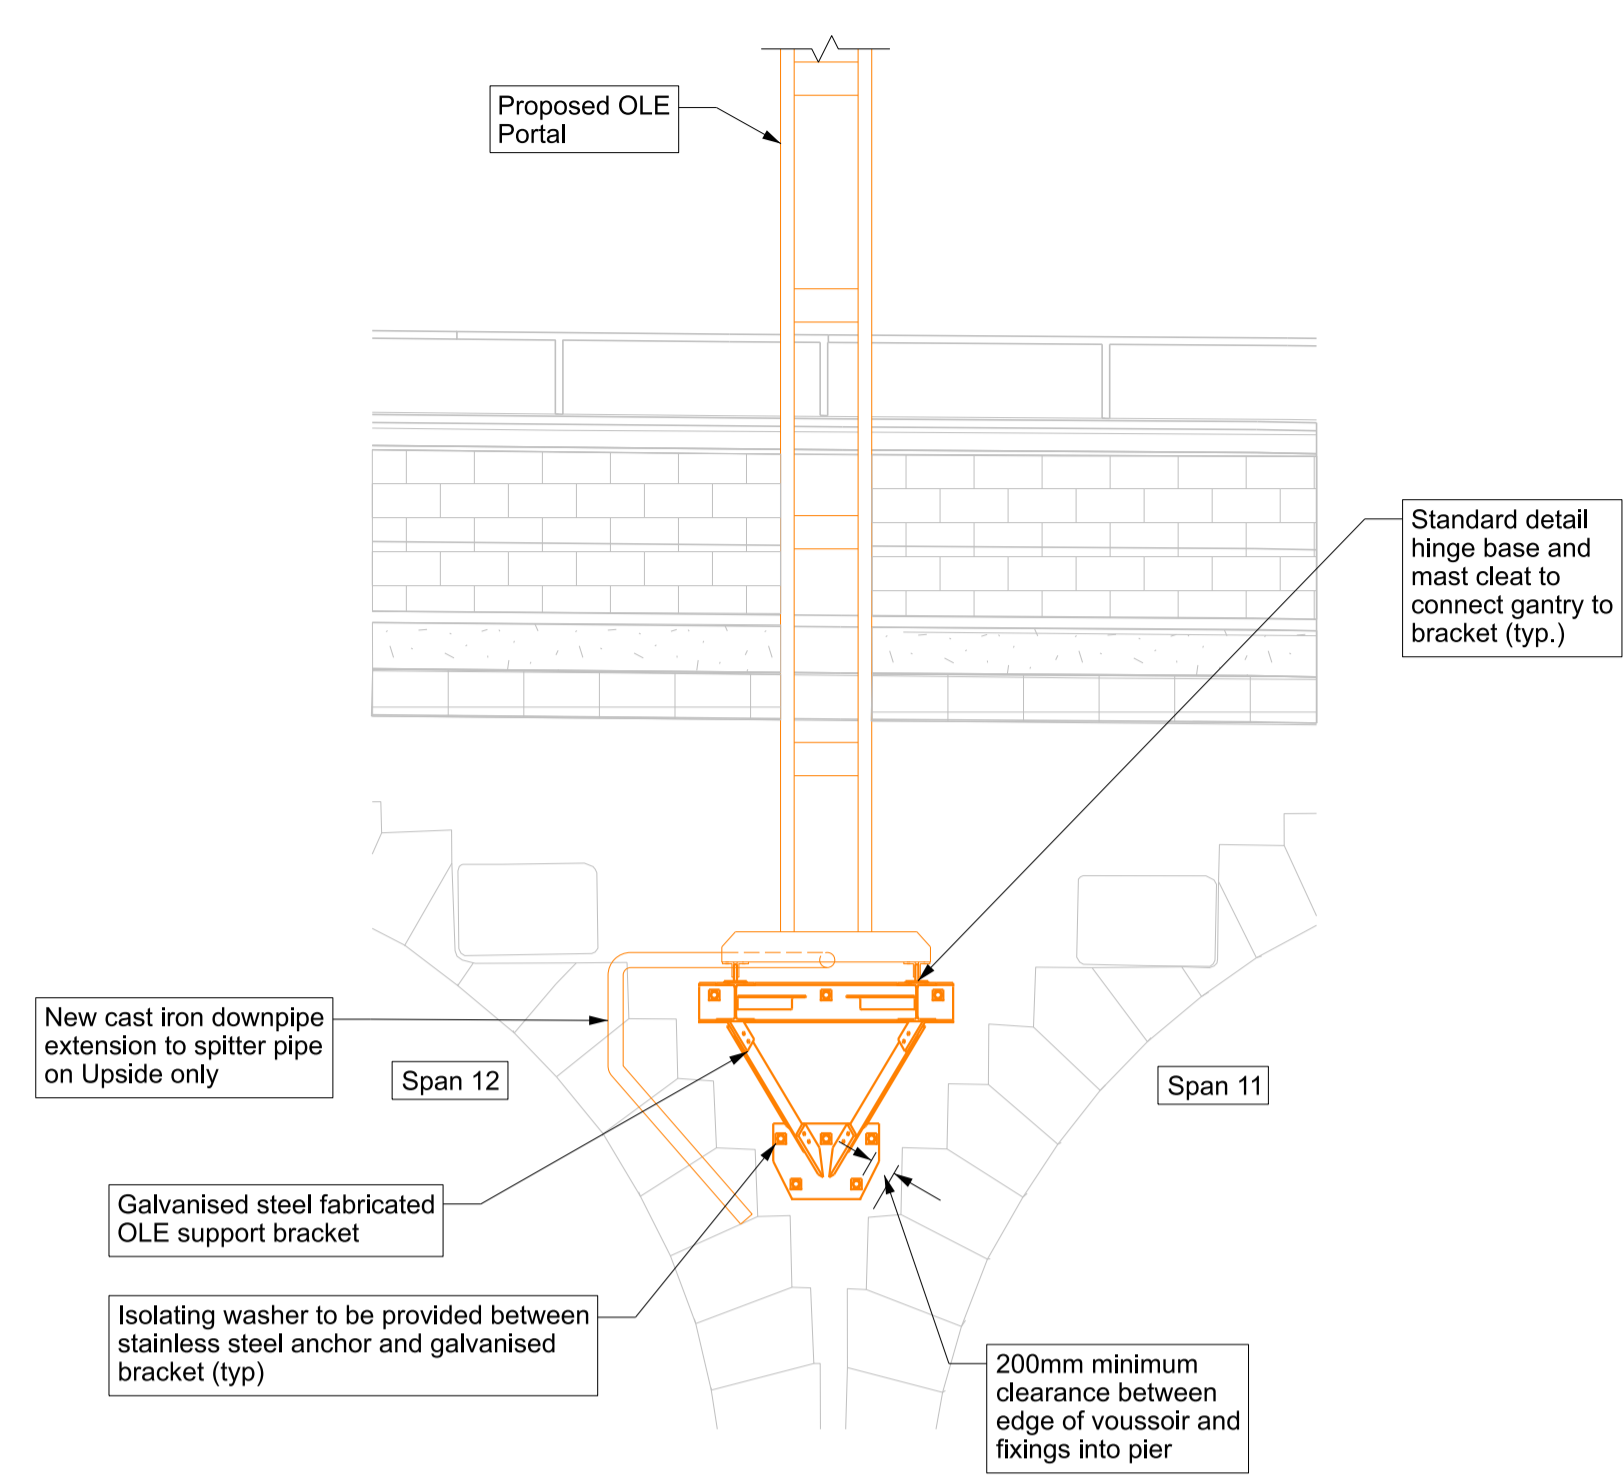 Proposed OLE
Portal
Standard detail
hinge base and
mast cleat to
connect gantry to
bracket (typ.)
New cast iron downpipe
extension to spitter pipe
on Upside only
Span 12
Span 11
Galvanised steel fabricated
OLE support bracket
Isolating washer to be provided between
stainless steel anchor and galvanised
bracket (typ)
200mm minimum
clearance between
edge of voussoir and
fixings into pier